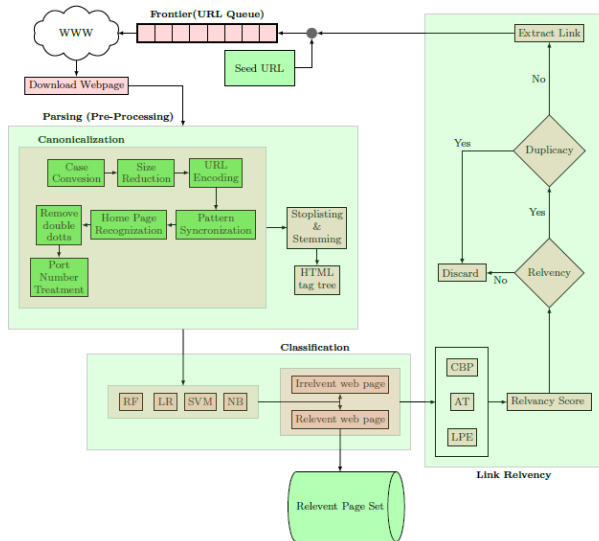 Frontier(URL Queue)
WWW
Extract Link
Seed URL
Download Webpage
No
Parsing (Pre-Processing)
Canonicalization
Yes
Duplicacy
Case
Convesion
Size
Reduction
URL
Encoding
Yes
Remove
double
dotta
Home Page
Recognization
Pattern
Syncronization
Stoplisting
&
Stemming
Port
Number
Treatment
HTML
tag tree
Discard
No
Relvency
Classification
Irrelvent web page
CBP
RF
LR
SVM
NB
AT
Relvancy Score
Relevent web page
LPE
Link Relvency
Relevent Page Set